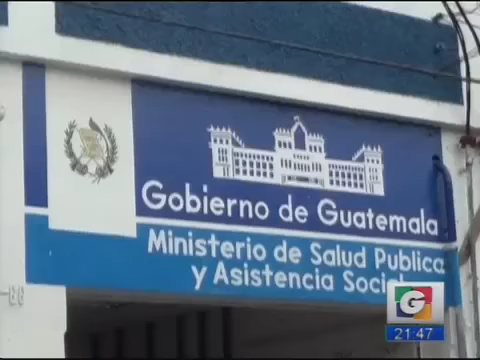 Gobierno de Guatemala
Ministerio de Salud Publica
y Asistencia Social
G
21:47